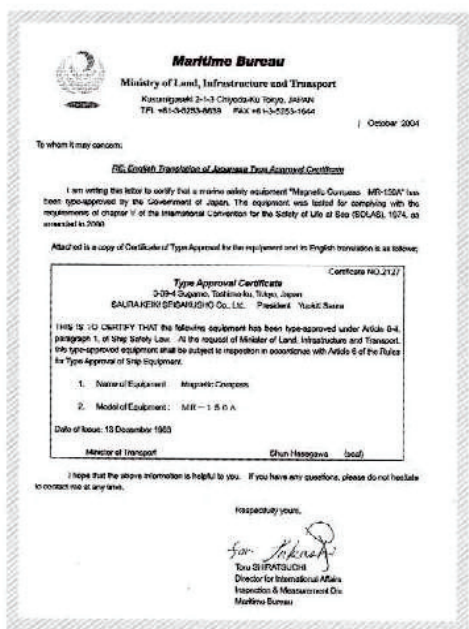 Maritime Bureau
Ministry of Land, Infrastructure and Transport
Kasumigaseki 2-1-3 Chiyoda-Ku Tokyo, JAPAN
October 2004
To whom it may concern:
RE: English Translation of Japanese Type Approval Certificate
I am writing this letter to certify that a marine safety equipment "Magnetic Compass MR-150A" has
been type-approved by the Government of Japan. The equipment was tested for complying with the
requirements of chapter V of the International Convention for the Safety of Life at Sea (SOLAS), 1974, as
amended in 2000.
Attached is a copy of Certificate of Type Approval for the equipment and its English translation is as follows;
Certificate NO.2127
Type Approval Certificate
Sugamo, Toshima-ku, Tokyo, Japan
SAURA KEIKI SEISAKUSHO Co., Ltd. President Saura
THIS IS TO CERTIFY THAT the following equipment has been type-approved under Article 6-4,
paragraph 1, of Ship Safety Law. At the request of Minister of Land, Infrastructure and Transport,
this type-approved equipment shall be subject to inspection in accordance with Article 6 of the Rules
for Type Approval of Ship Equipment.
1. Name of Equipment : Magnetic Compass
2. Model of Equipment : MR-150A
Date of Issue: 13 December 1983
Minister of Transport Shun Hasegawa (seal)
I hope that the above information is helpful to you. If you have any questions, please do not hesitate
to contact me at any time.
Respectfully yours,
for
Toru SHIRATSUCHI
Director for International Affairs
Inspection & Measurement Div.
Maritime Bureau